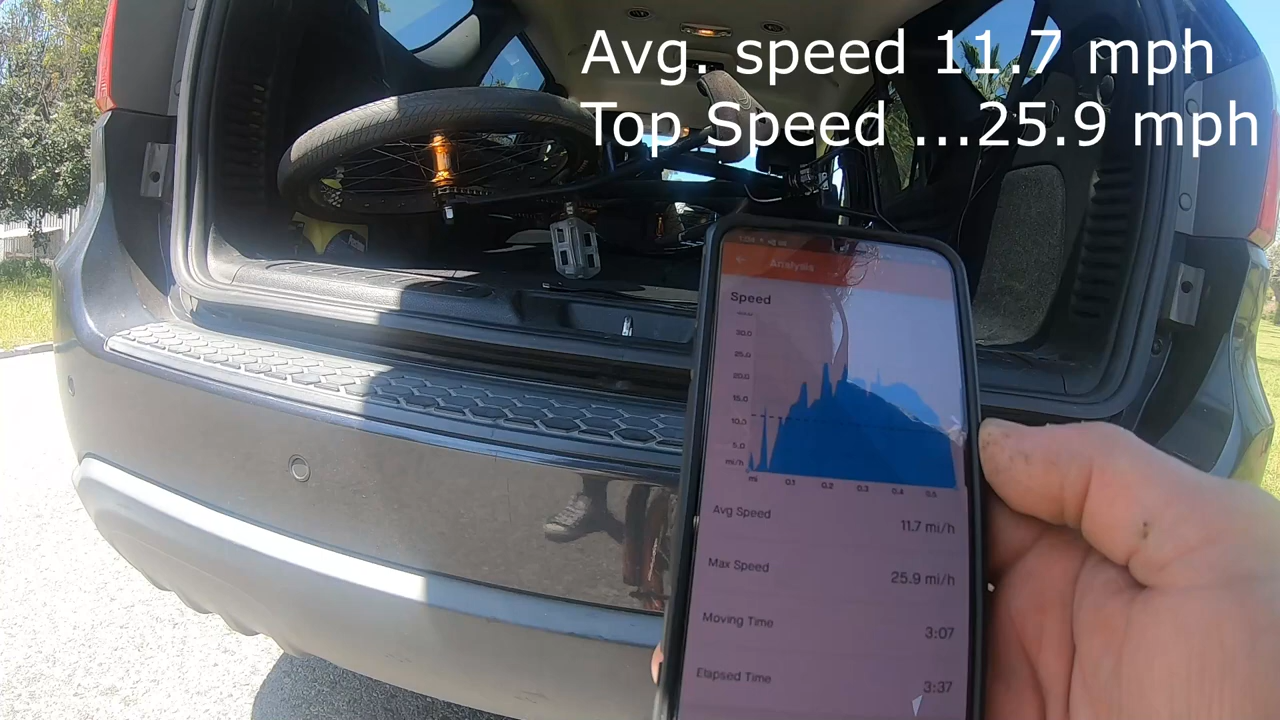 Avg. speed 11.7 mph
Top Speed ...25.9 mph
Analysis
Speed
30.0
25.0
20.0
15.0
10.0
5.0
mi/h
mi 0.1 0.2 0.3 0.4 0.5
Avg Speed 11.7 mi/h
Max Speed 25.9 mi/h
Moving Time 3:07
Elapsed Time 3:37